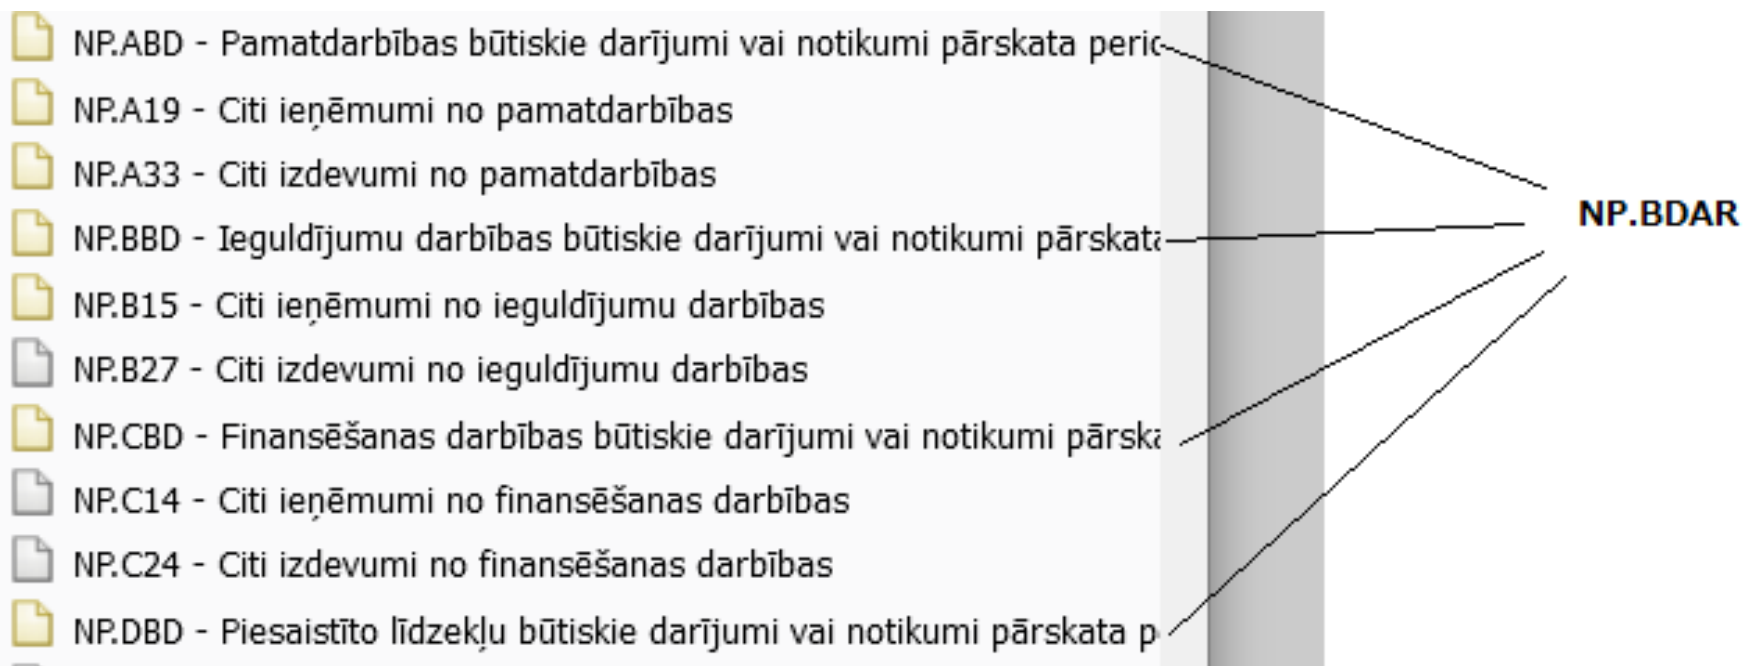 NP.ABD - Pamatdarbības būtiskie darījumi vai notikumi pārskata peric
NP.A19 - Citi ieņēmumi no pamatdarbības
NP.A33 - Citi izdevumi no pamatdarbības
NP.BDAR
NP.BBD - Ieguldījumu darbības būtiskie darījumi vai notikumi pārskata
NP.B15 - Citi ieņēmumi no ieguldījumu darbības
NP.B27 - Citi izdevumi no ieguldījumu darbības
NP.CBD - Finansēšanas darbības būtiskie darījumi vai notikumi pārska
NP.C14 - Citi ieņēmumi no finansēšanas darbības
NP.C24 - Citi izdevumi no finansēšanas darbības
NP.DBD - Piesaistīto līdzekļu būtiskie darījumi vai notikumi pārskata p